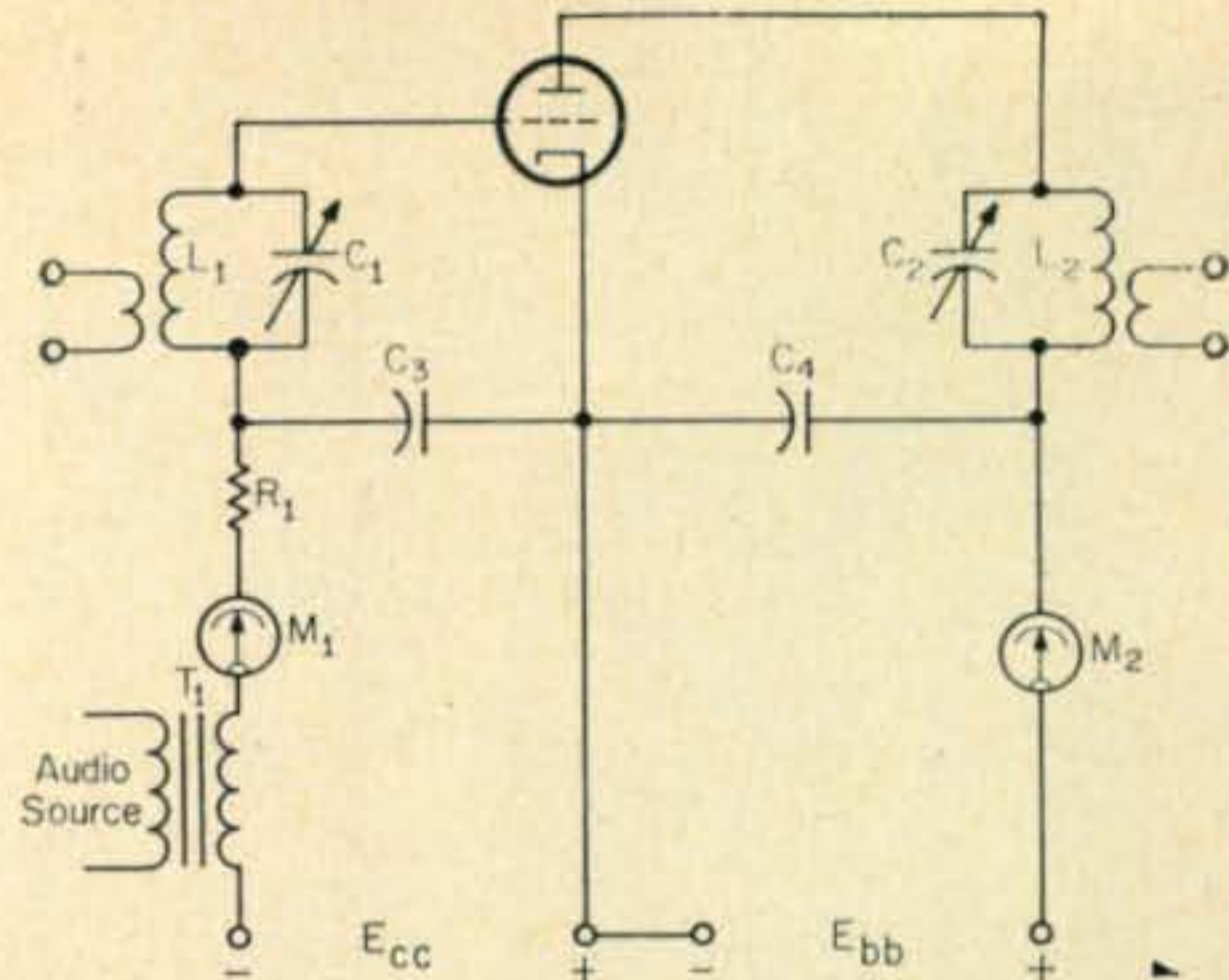 L1
C1
C2
L2
C3
C4
R1
M1
M2
T1
Audio
Source
Ecc
Ebb
- + - +